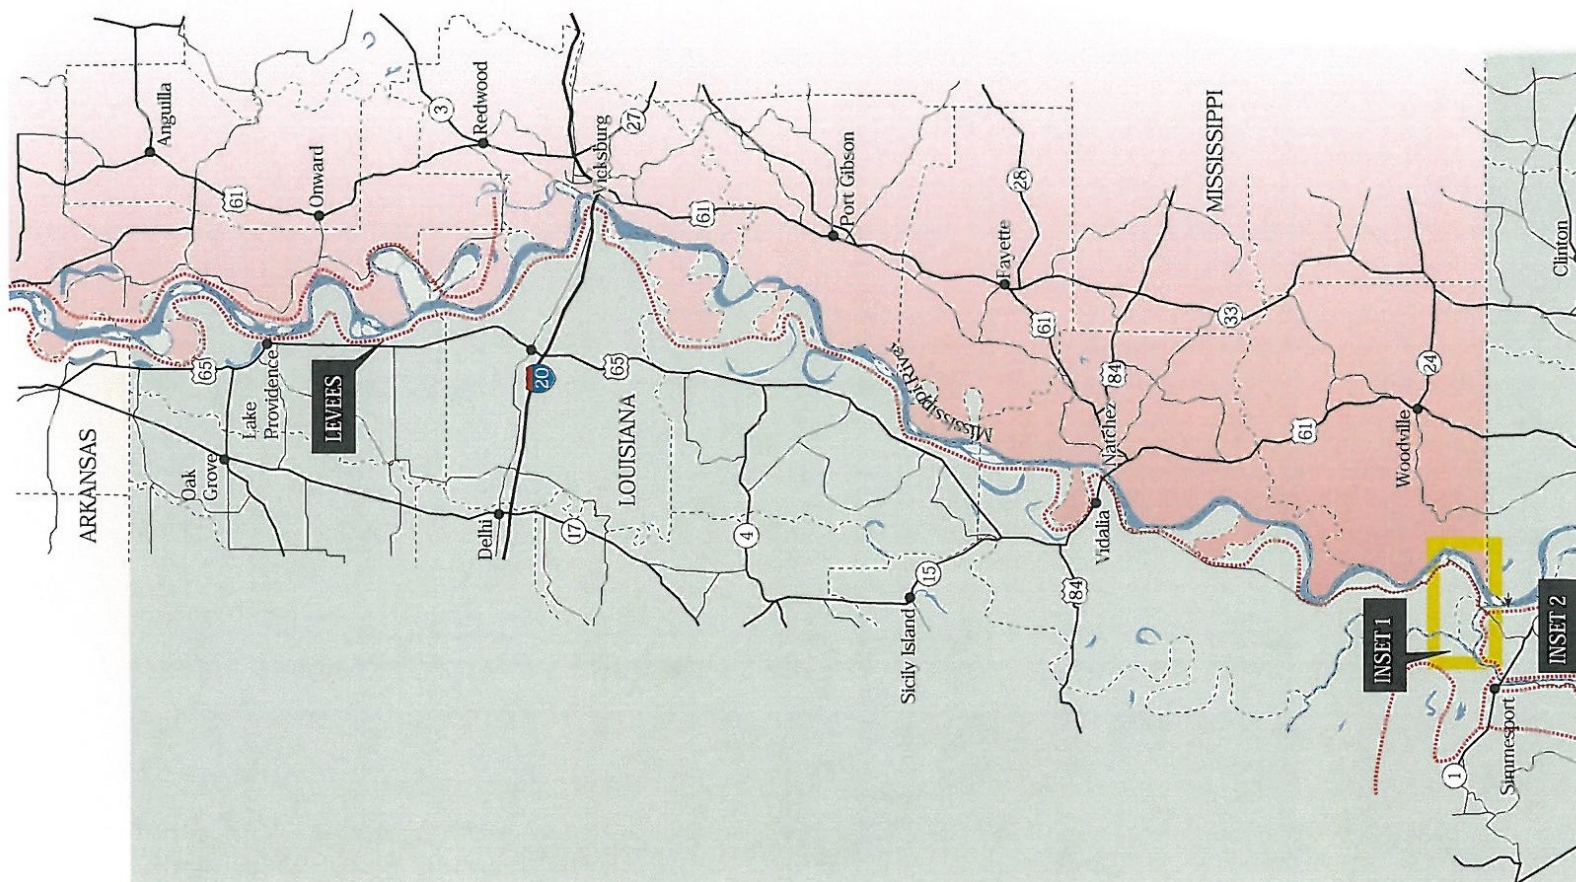 ARKANSAS
Anguilla
Onward
61
3
Redwood
27
Vicksburg
61
Port Gibson
28
Fayette
MISSISSIPPI
61
84
33
24
Natchez
61
Woodville
Clinton
65
Lake
Providence
LEVEES
Oak
Grove
20
65
LOUISIANA
Delhi
17
4
Mississippi River
Vidalia
15
Sicily Island
84
INSET 1
INSET 2
1
Simmesport